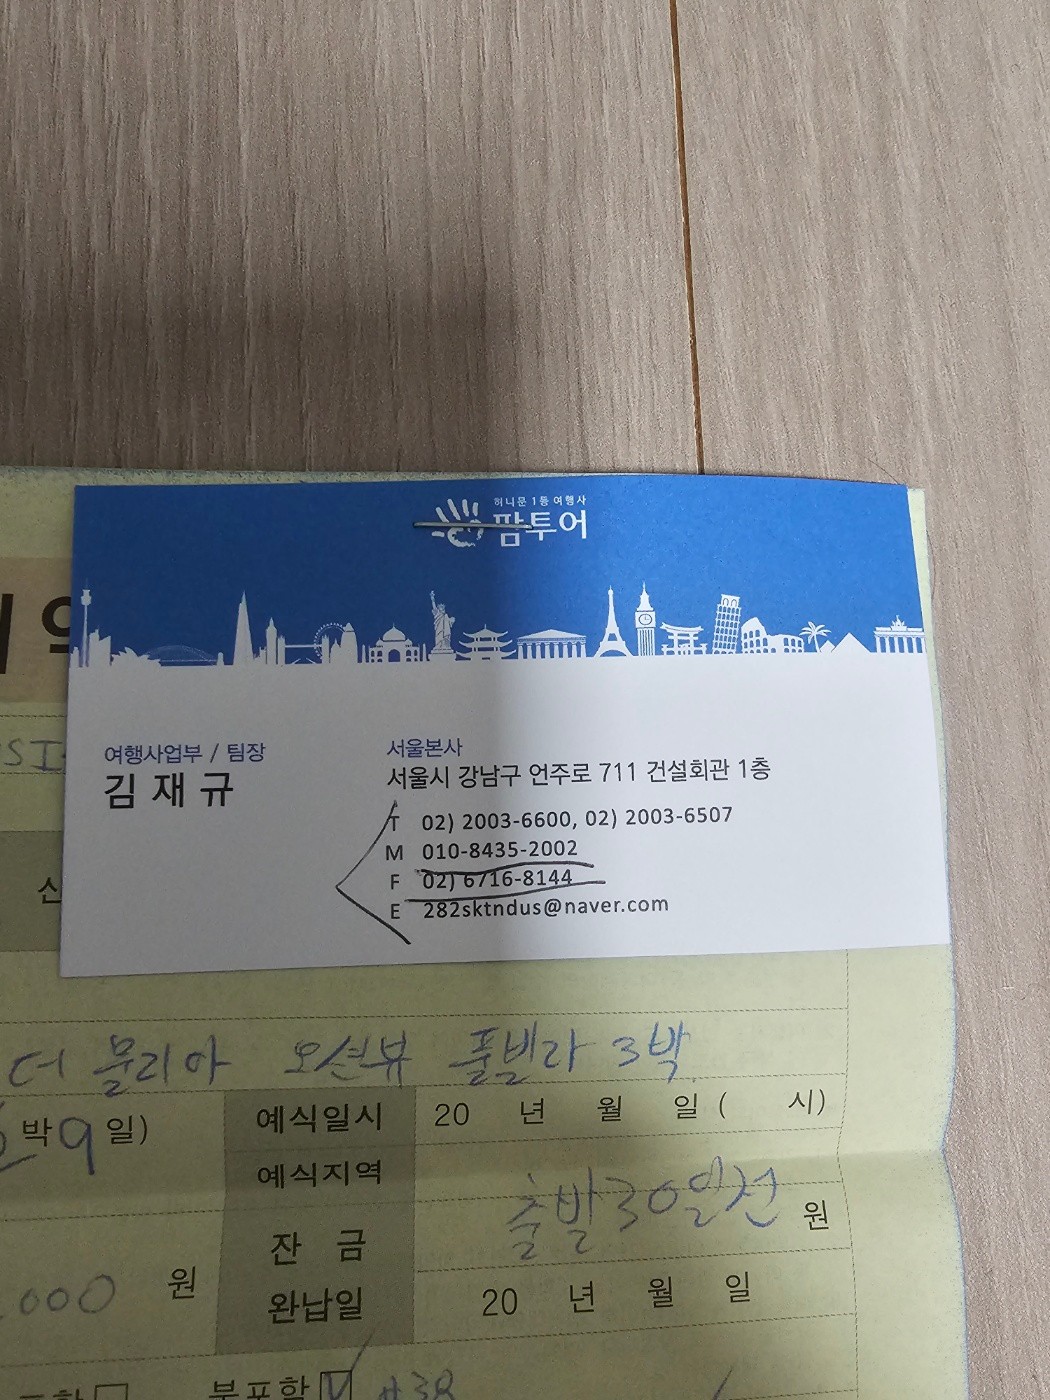 허니문 1등 여행사
팜투어
여행사업부 / 팀장
김재규
서울본사
서울시 강남구 언주로 711 건설회관 1층
T 02) 2003-6600, 02) 2003-6507
M 010-8435-2002
F 02) 6716-8144
E 282sktndus@naver.com
더 물리아 오션뷰 풀빌라 3박
박 9 일)
예식일시 20 년 월 일 ( 시)
예식지역
출발 30일전
잔 금 원
000 원
완납일 20 년 월 일
불포함